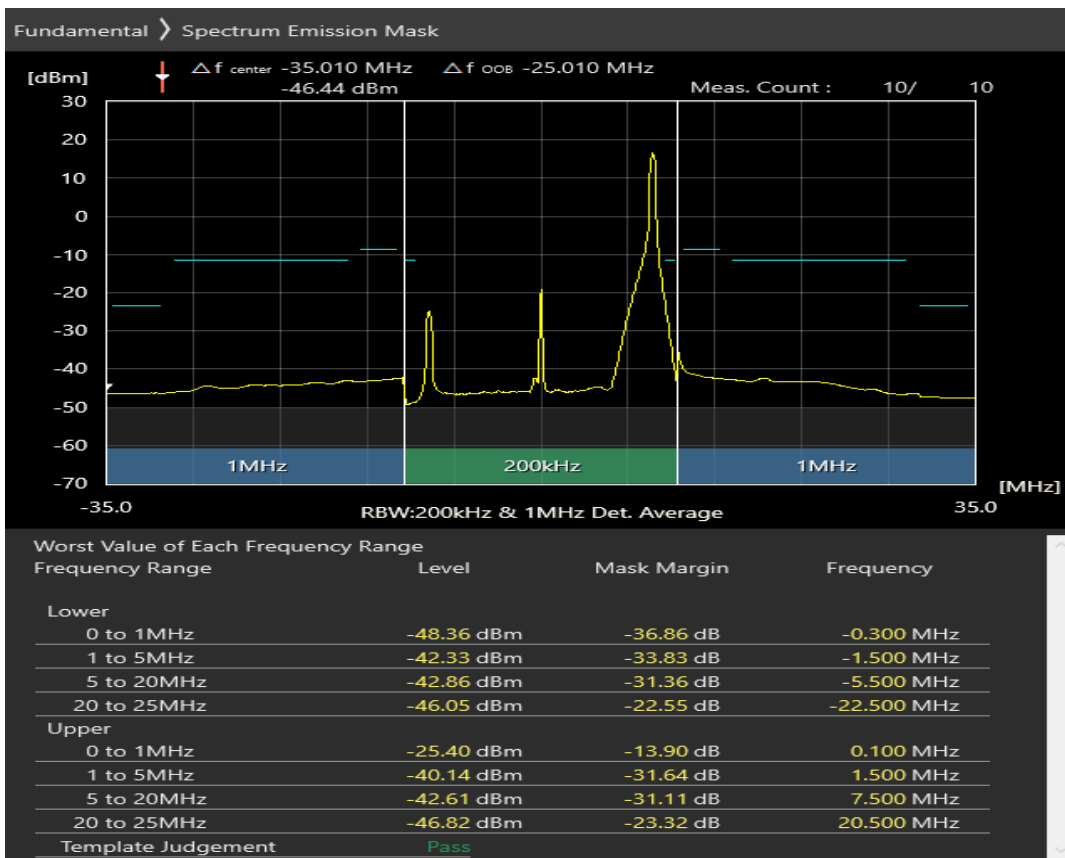 Fundamental ❭ Spectrum Emission Mask
[dBm] △f center -35.010 MHz △f OOB -25.010 MHz
-46.44 dBm Meas. Count : 10/ 10
30
20
10
0
-10
-20
-30
-40
-50
-60
-70
1MHz 200kHz 1MHz
[MHz]
-35.0 RBW:200kHz & 1MHz Det. Average 35.0
Worst Value of Each Frequency Range
Frequency Range Level Mask Margin Frequency
Lower
0 to 1MHz -48.36 dBm -36.86 dB -0.300 MHz
1 to 5MHz -42.33 dBm -33.83 dB -1.500 MHz
5 to 20MHz -42.86 dBm -31.36 dB -5.500 MHz
20 to 25MHz -46.05 dBm -22.55 dB -22.500 MHz
Upper
0 to 1MHz -25.40 dBm -13.90 dB 0.100 MHz
1 to 5MHz -40.14 dBm -31.64 dB 1.500 MHz
5 to 20MHz -42.61 dBm -31.11 dB 7.500 MHz
20 to 25MHz -46.82 dBm -23.32 dB 20.500 MHz
Template Judgement Pass